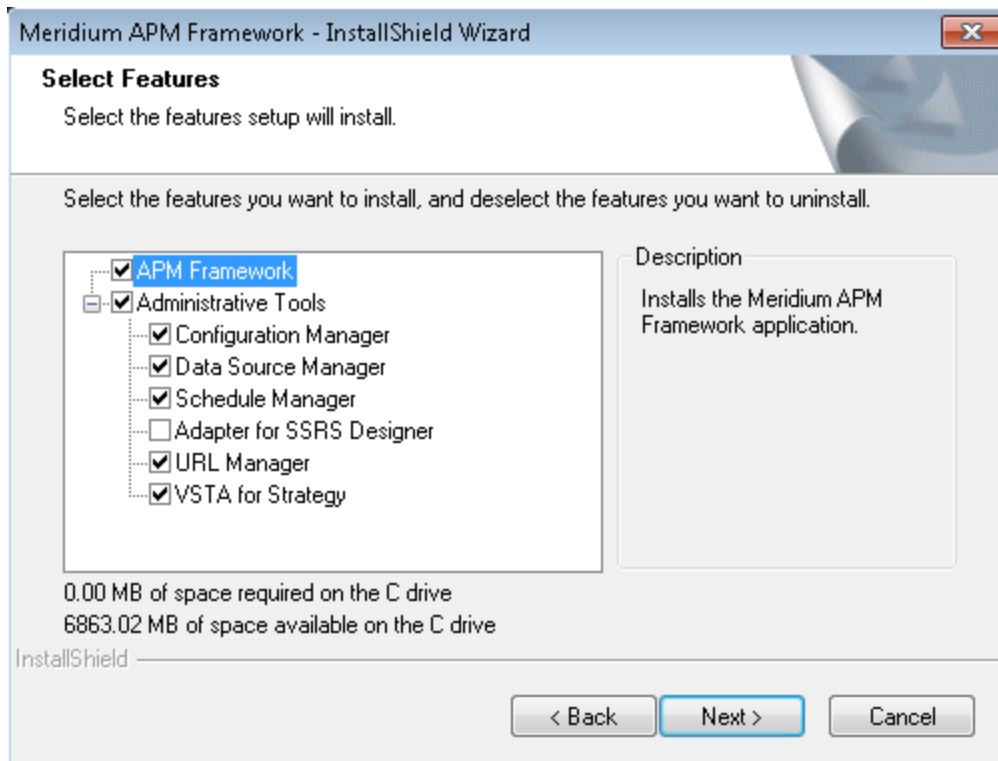 Meridium APM Framework - InstallShield Wizard
Select Features
Select the features setup will install.
Select the features you want to install, and deselect the features you want to uninstall.
APM Framework
Administrative Tools
Configuration Manager
Data Source Manager
Schedule Manager
Adapter for SSRS Designer
URL Manager
VSTA for Strategy
Description
Installs the Meridium APM
Framework application.
0.00 MB of space required on the C drive
6863.02 MB of space available on the C drive
InstallShield
< Back
Next >
Cancel